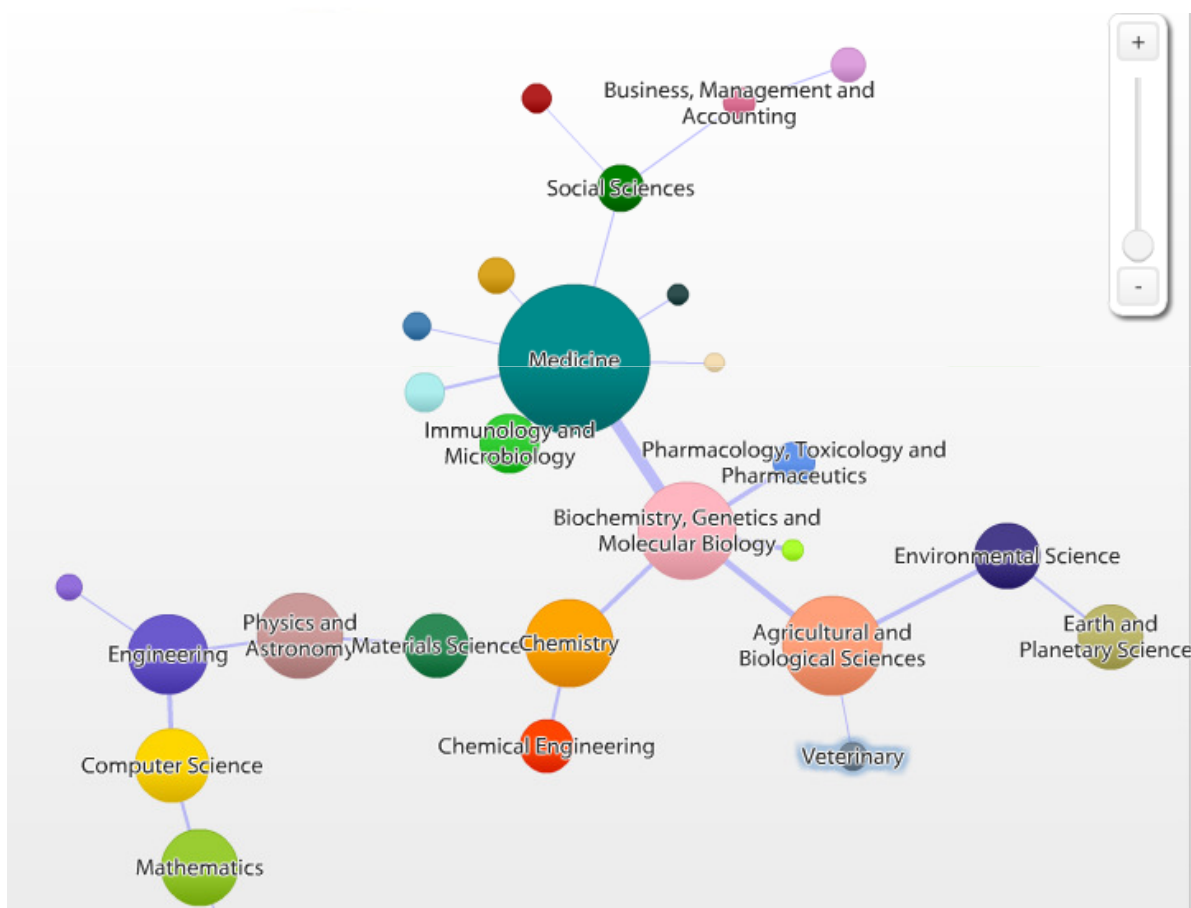 +
Business, Management and
Accounting
Social Sciences
-
Medicine
Immunology and
Microbiology
Pharmacology, Toxicology and
Pharmaceutics
Biochemistry, Genetics and
Molecular Biology
Environmental Science
Physics and
Astronomy
Engineering
Materials Science
Chemistry
Agricultural and
Biological Sciences
Earth and
Planetary Science
Chemical Engineering
Veterinary
Computer Science
Mathematics